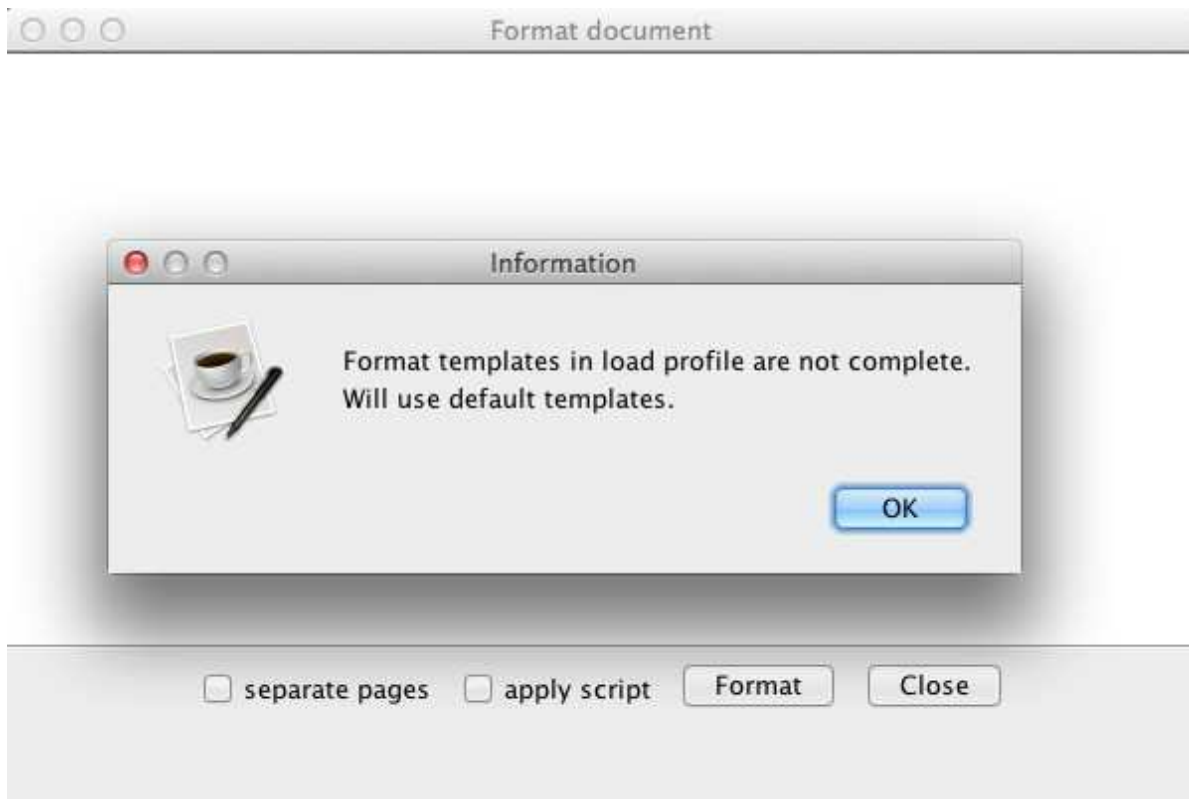 Format document
Information
Format templates in load profile are not complete.
Will use default templates.
OK
separate pages apply script Format Close